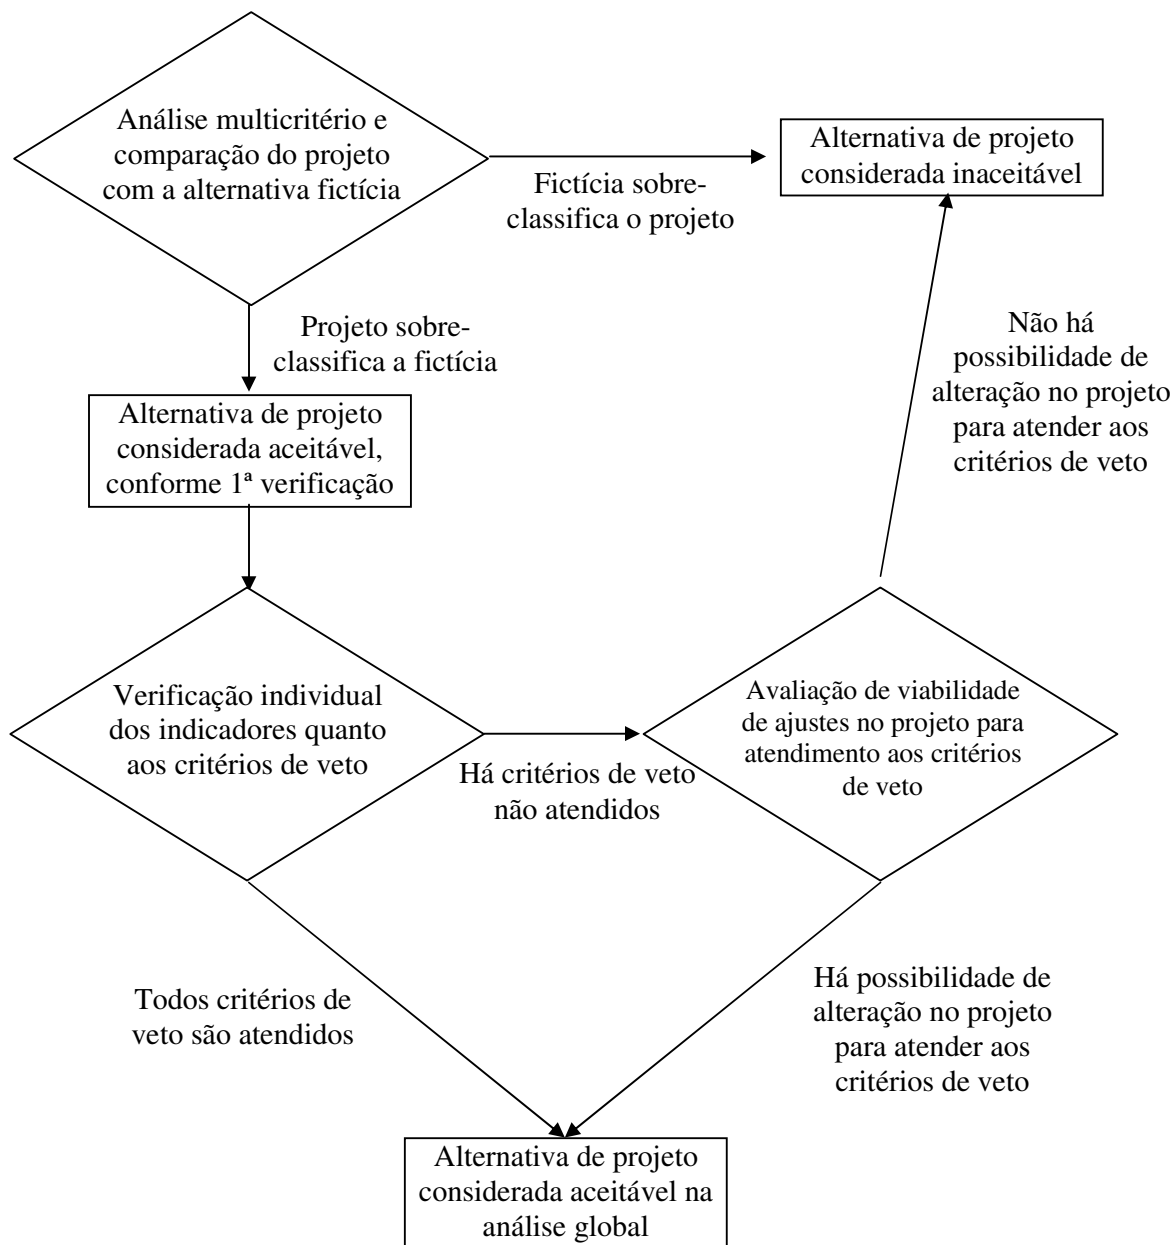 Análise multicritério e
comparação do projeto
com a alternativa fictícia
Fictícia sobre-
classifica o projeto
Alternativa de projeto
considerada inaceitável
Projeto sobre-
classifica a fictícia
Não há
possibilidade de
alteração no projeto
para atender aos
critérios de veto
Alternativa de projeto
considerada aceitável,
conforme 1ª verificação
Verificação individual
dos indicadores quanto
aos critérios de veto
Há critérios de veto
não atendidos
Avaliação de viabilidade
de ajustes no projeto para
atendimento aos critérios
de veto
Todos critérios de
veto são atendidos
Há possibilidade de
alteração no projeto
para atender aos
critérios de veto
Alternativa de projeto
considerada aceitável na
análise global